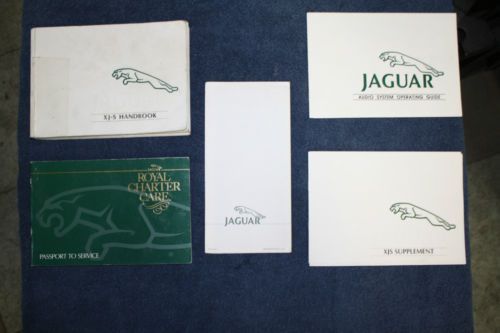 XJ-S HANDBOOK
JAGUAR
AUDIO SYSTEM OPERATING GUIDE
ROYAL
CHARTER
CARE
PASSPORT TO SERVICE
JAGUAR
XJS SUPPLEMENT